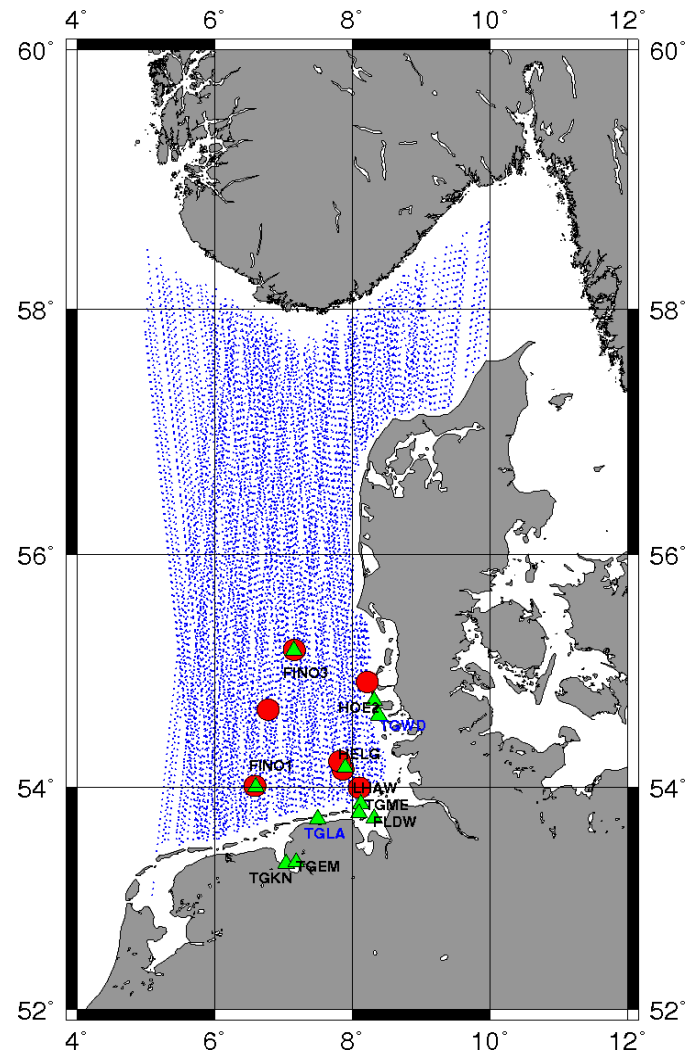 4° 6° 8° 10° 12°
60° 60°
58° 58°
56° 56°
FINO3
HOE2
TGWD
HELG
FINO1
54° 54°
LHAW
TGME
FLDW
TGLA
TGEM
TGKN
52° 52°
4° 6° 8° 10° 12°